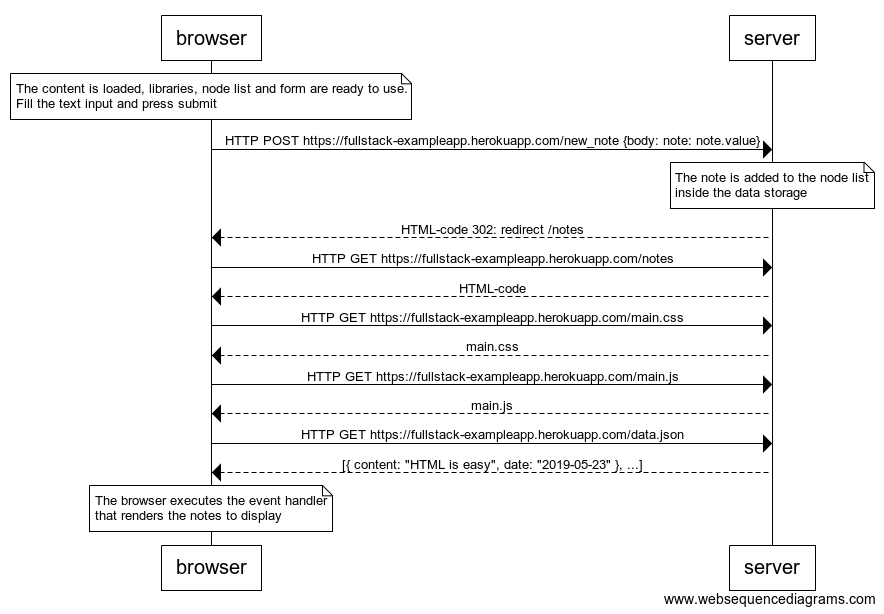 browser
server
The content is loaded, libraries, node list and form are ready to use.
Fill the text input and press submit
HTTP POST https://fullstack-exampleapp.herokuapp.com/new_note {body: note: note.value}
The note is added to the node list
inside the data storage
HTML-code 302: redirect /notes
HTTP GET https://fullstack-exampleapp.herokuapp.com/notes
HTML-code
HTTP GET https://fullstack-exampleapp.herokuapp.com/main.css
main.css
HTTP GET https://fullstack-exampleapp.herokuapp.com/main.js
main.js
HTTP GET https://fullstack-exampleapp.herokuapp.com/data.json
[{ content: "HTML is easy", date: "2019-05-23" }, ...]
The browser executes the event handler
that renders the notes to display
browser
server
www.websequencediagrams.com